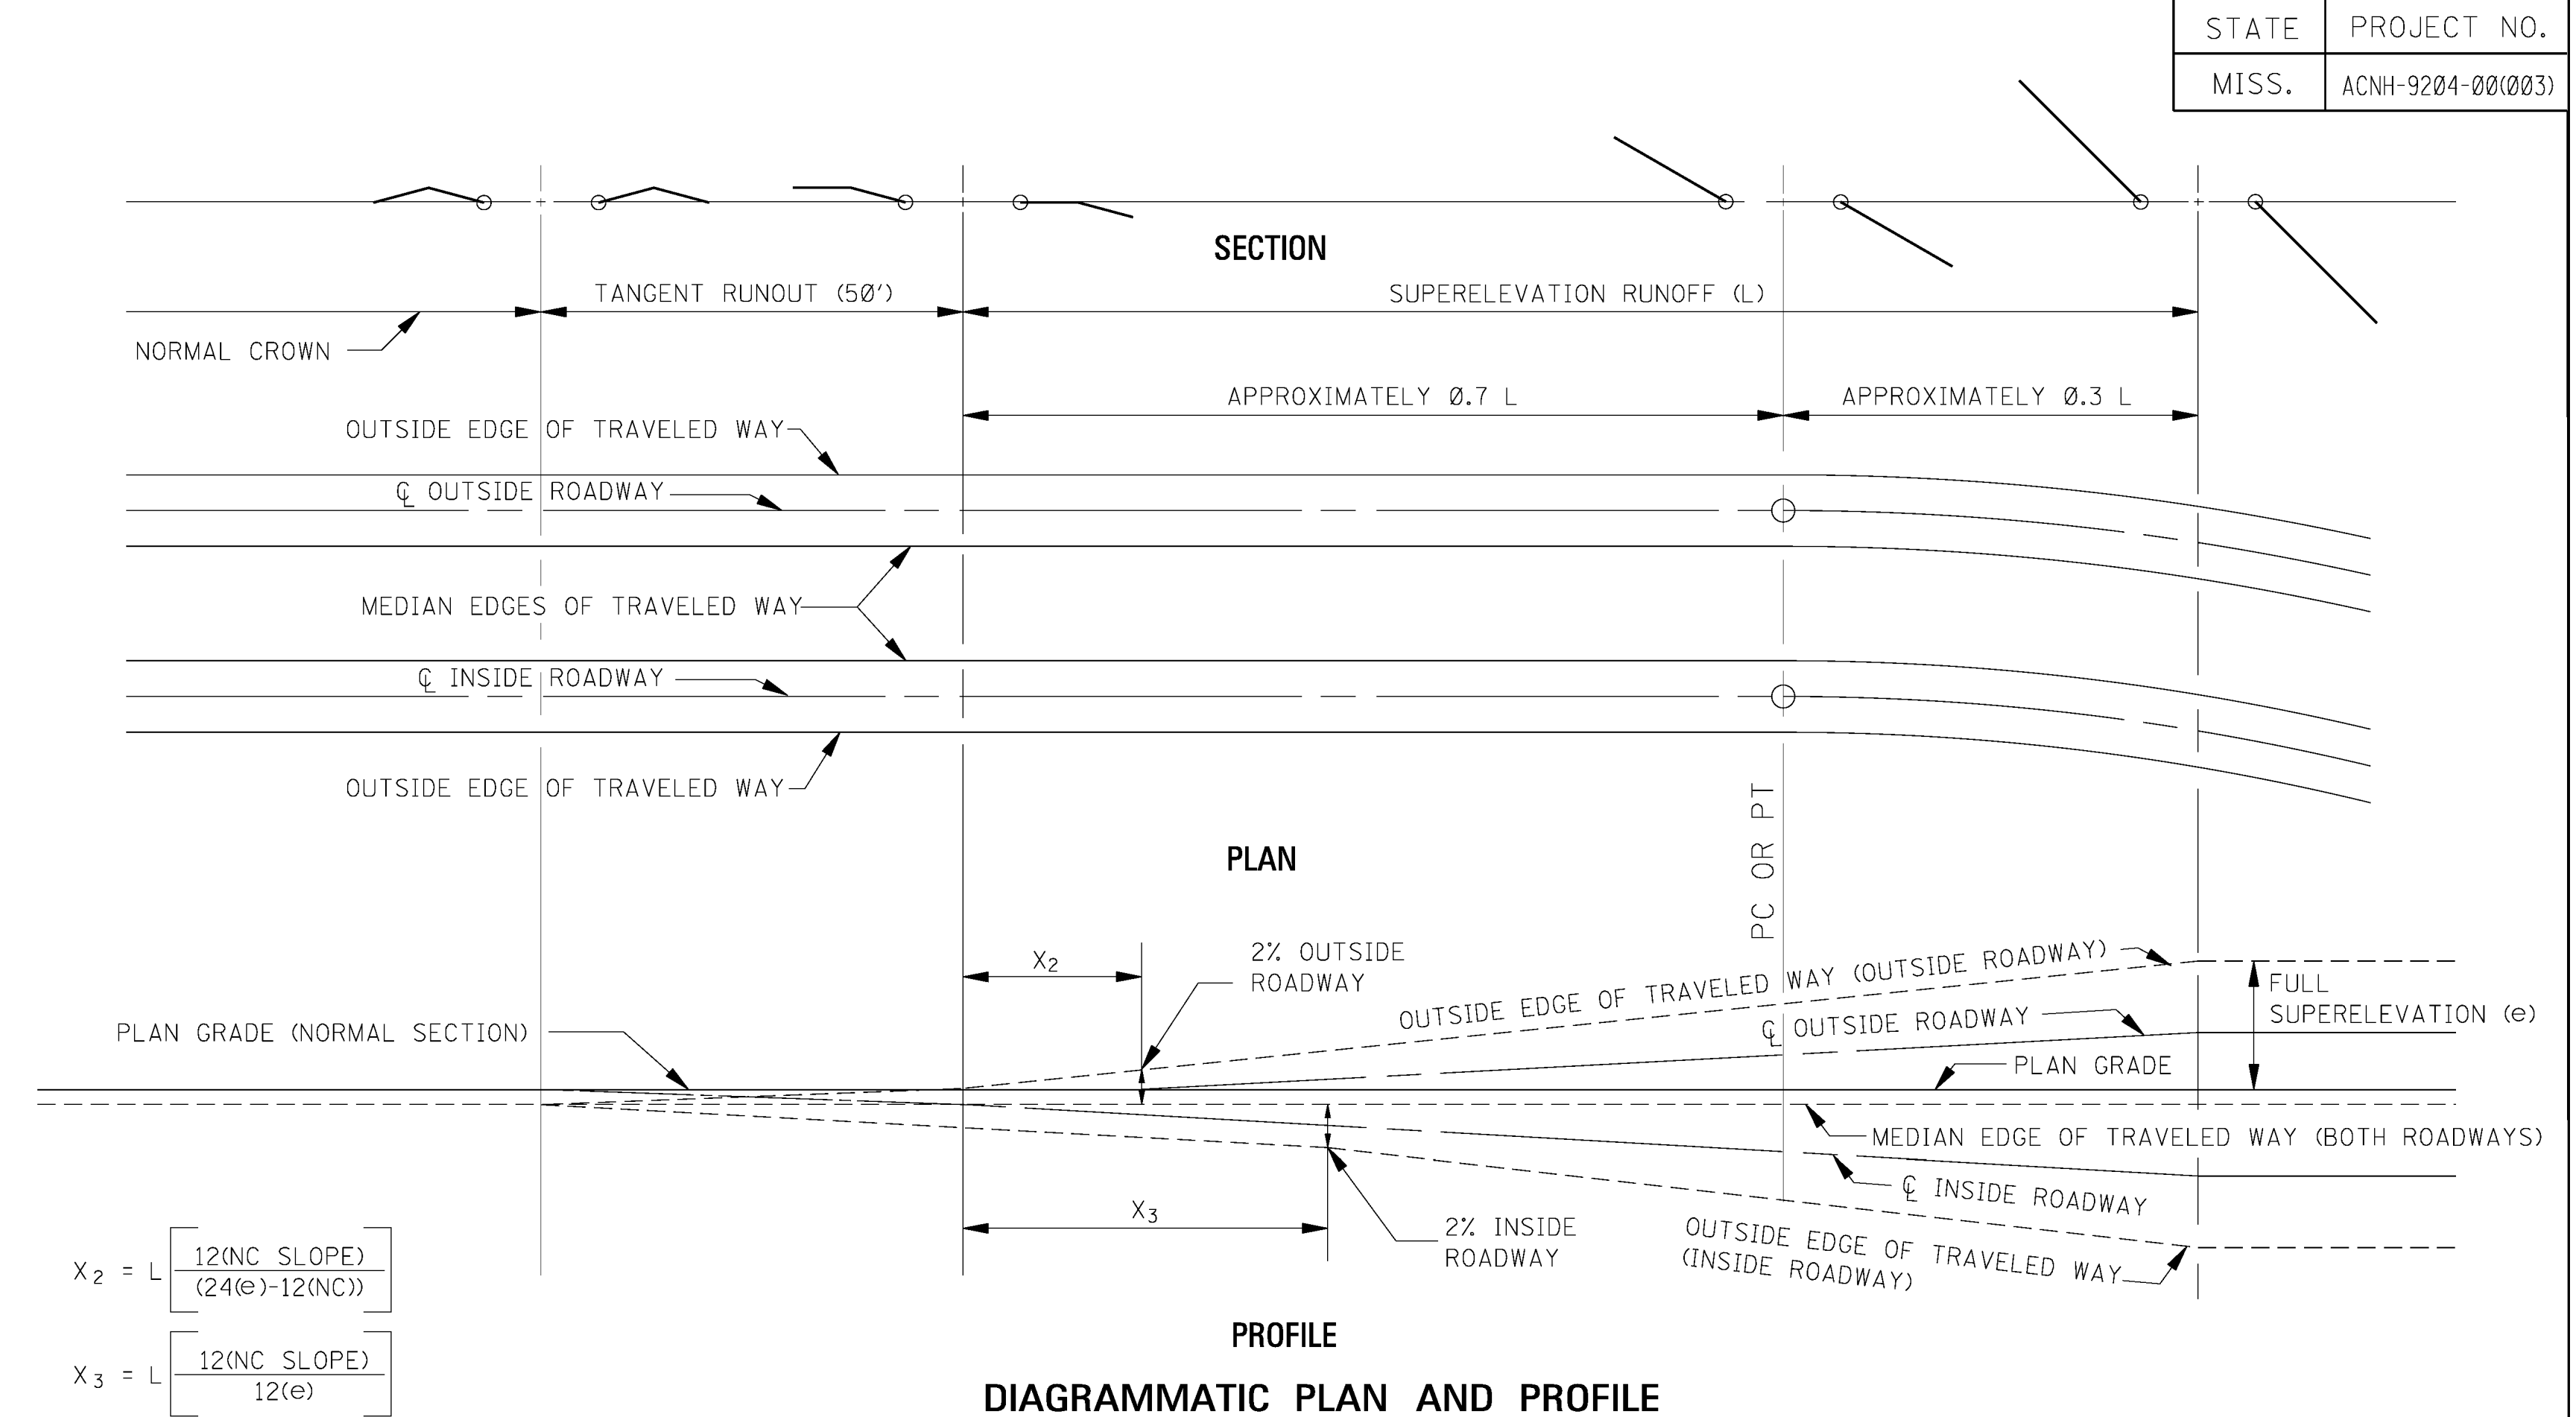 STATE
PROJECT NO.
MISS.
ACNH-9204-00(003)
SECTION
TANGENT RUNOUT (50')
SUPERELEVATION RUNOFF (L)
NORMAL CROWN
APPROXIMATELY 0.7 L
APPROXIMATELY 0.3 L
OUTSIDE EDGE OF TRAVELED WAY
℄ OUTSIDE ROADWAY
MEDIAN EDGES OF TRAVELED WAY
℄ INSIDE ROADWAY
OUTSIDE EDGE OF TRAVELED WAY
PC OR PT
PLAN
X2
2% OUTSIDE
ROADWAY
OUTSIDE EDGE OF TRAVELED WAY (OUTSIDE ROADWAY)
FULL
SUPERELEVATION (e)
℄ OUTSIDE ROADWAY
PLAN GRADE (NORMAL SECTION)
PLAN GRADE
MEDIAN EDGE OF TRAVELED WAY (BOTH ROADWAYS)
℄ INSIDE ROADWAY
X3
2% INSIDE
ROADWAY
OUTSIDE EDGE OF TRAVELED WAY
(INSIDE ROADWAY)
X2 = L [12(NC SLOPE) / (24(e)-12(NC))]
X3 = L [12(NC SLOPE) / 12(e)]
PROFILE
DIAGRAMMATIC PLAN AND PROFILE